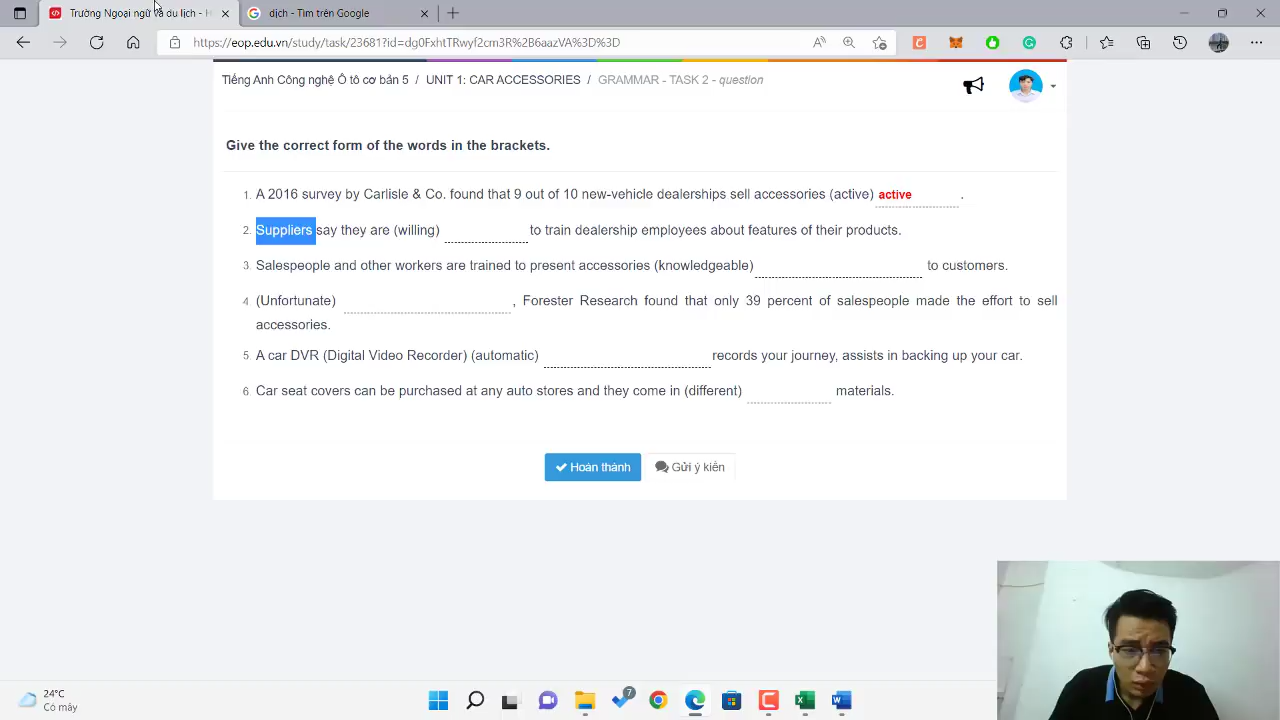 Trường Ngoại ngữ và du lịch - H
dịch - Tìm trên Google
https://eop.edu.vn/study/task/23681?id=dg0FxhtTRwyf2cm3R%2B6aazVA%3D%3D
Tiếng Anh Công nghệ Ô tô cơ bản 5 / UNIT 1: CAR ACCESSORIES / GRAMMAR - TASK 2 - question
Give the correct form of the words in the brackets.
1. A 2016 survey by Carlisle & Co. found that 9 out of 10 new-vehicle dealerships sell accessories (active) active .
2. Suppliers say they are (willing) to train dealership employees about features of their products.
3. Salespeople and other workers are trained to present accessories (knowledgeable) to customers.
4 (Unfortunate) , Forester Research found that only 39 percent of salespeople made the effort to sell
accessories.
5 A car DVR (Digital Video Recorder) (automatic) records your journey, assists in backing up your car.
6. Car seat covers can be purchased at any auto stores and they come in (different) materials.
Hoàn thành Gửi ý kiến
24°C
Có mây
7